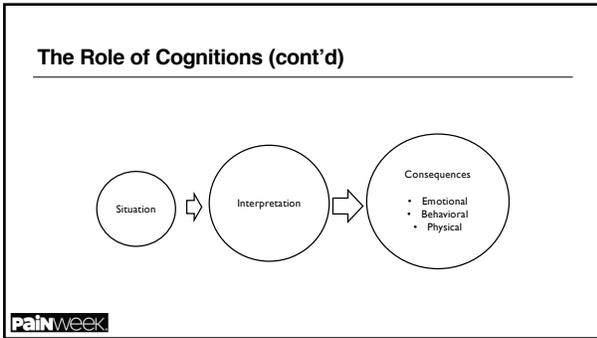 The Role of Cognitions (cont’d)
Situation
Interpretation
Consequences
• Emotional
• Behavioral
• Physical
PAINWEEK.